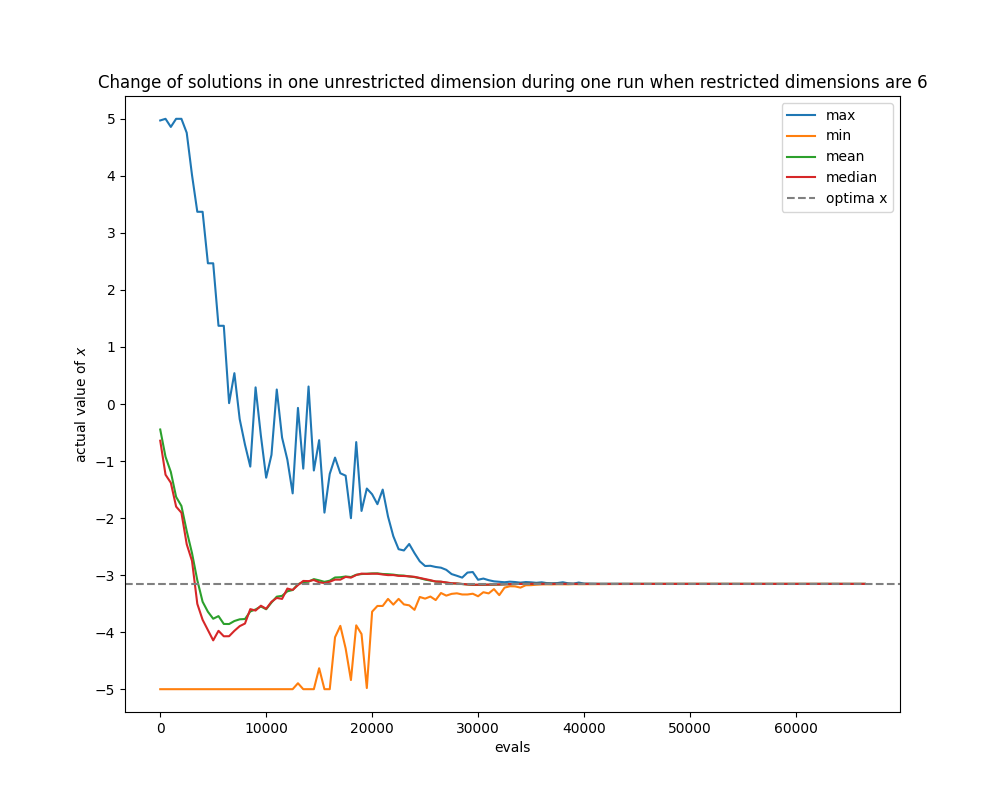 Change of solutions in one unrestricted dimension during one run when restricted dimensions are 6
max
min
mean
median
optima x
5
4
3
2
1
0
−1
−2
−3
−4
−5
actual value of x
0 10000 20000 30000 40000 50000 60000
evals